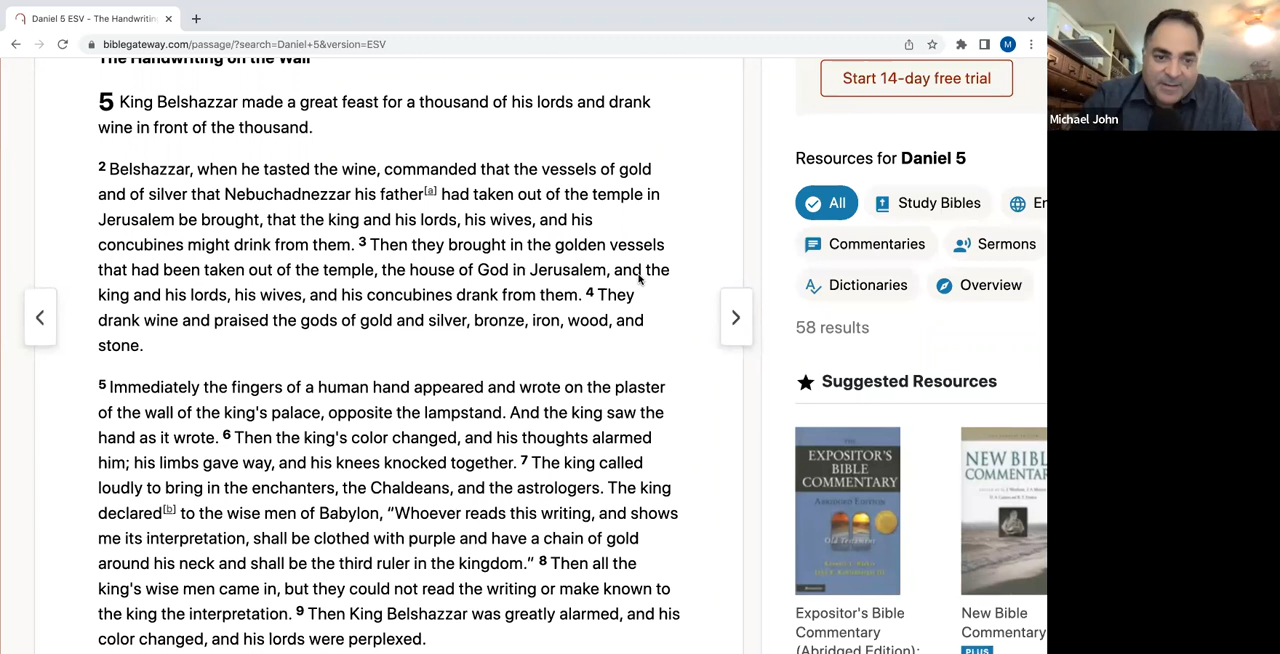 Daniel 5 ESV - The Handwritin
biblegateway.com/passage/?search=Daniel+5&version=ESV
M
The Handwriting on the Wall
5 King Belshazzar made a great feast for a thousand of his lords and drank
wine in front of the thousand.
2 Belshazzar, when he tasted the wine, commanded that the vessels of gold
and of silver that Nebuchadnezzar his father[a] had taken out of the temple in
Jerusalem be brought, that the king and his lords, his wives, and his
concubines might drink from them. 3 Then they brought in the golden vessels
that had been taken out of the temple, the house of God in Jerusalem, and the
king and his lords, his wives, and his concubines drank from them. 4 They
drank wine and praised the gods of gold and silver, bronze, iron, wood, and
stone.
5 Immediately the fingers of a human hand appeared and wrote on the plaster
of the wall of the king's palace, opposite the lampstand. And the king saw the
hand as it wrote. 6 Then the king's color changed, and his thoughts alarmed
him; his limbs gave way, and his knees knocked together. 7 The king called
loudly to bring in the enchanters, the Chaldeans, and the astrologers. The king
declared[b] to the wise men of Babylon, “Whoever reads this writing, and shows
me its interpretation, shall be clothed with purple and have a chain of gold
around his neck and shall be the third ruler in the kingdom.” 8 Then all the
king's wise men came in, but they could not read the writing or make known to
the king the interpretation. 9 Then King Belshazzar was greatly alarmed, and his
color changed, and his lords were perplexed.
Start 14-day free trial
Resources for Daniel 5
All
Study Bibles
En
Commentaries
Sermons
Dictionaries
Overview
58 results
Suggested Resources
THE
EXPOSITOR'S
BIBLE
COMMENTARY
ABRIDGED EDITION
Old Testament
NEW BIBL
COMMENTAR
Expositor's Bible
Commentary
(Abridged Edition):
New Bible
Commentary
PLUS
Michael John